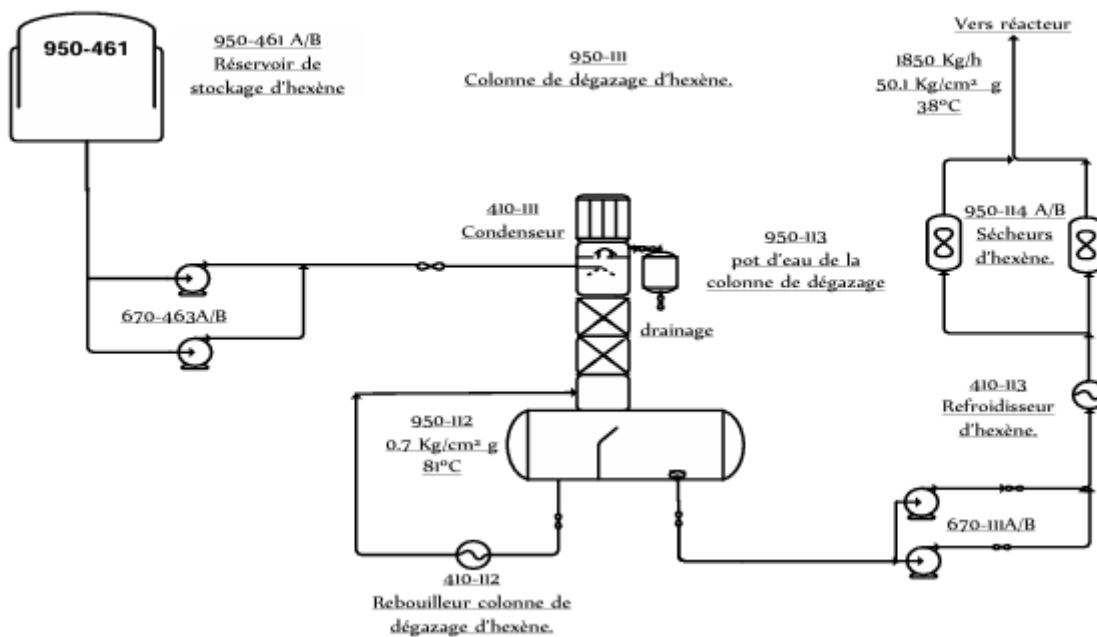 950-461
950-461 A/B
Réservoir de
stockage d'hexène
950-111
Colonne de dégazage d'hexène.
Vers réacteur
1850 Kg/h
50.1 Kg/cm² g
38°C
410-111
Condenseur
950-113
pot d'eau de la
colonne de dégazage
drainage
950-114 A/B
Sécheurs
d'hexène.
670-463A/B
950-112
0.7 Kg/cm² g
81°C
410-113
Refroidisseur
d'hexène.
670-111A/B
410-112
Rebouilleur colonne de
dégazage d'hexène.